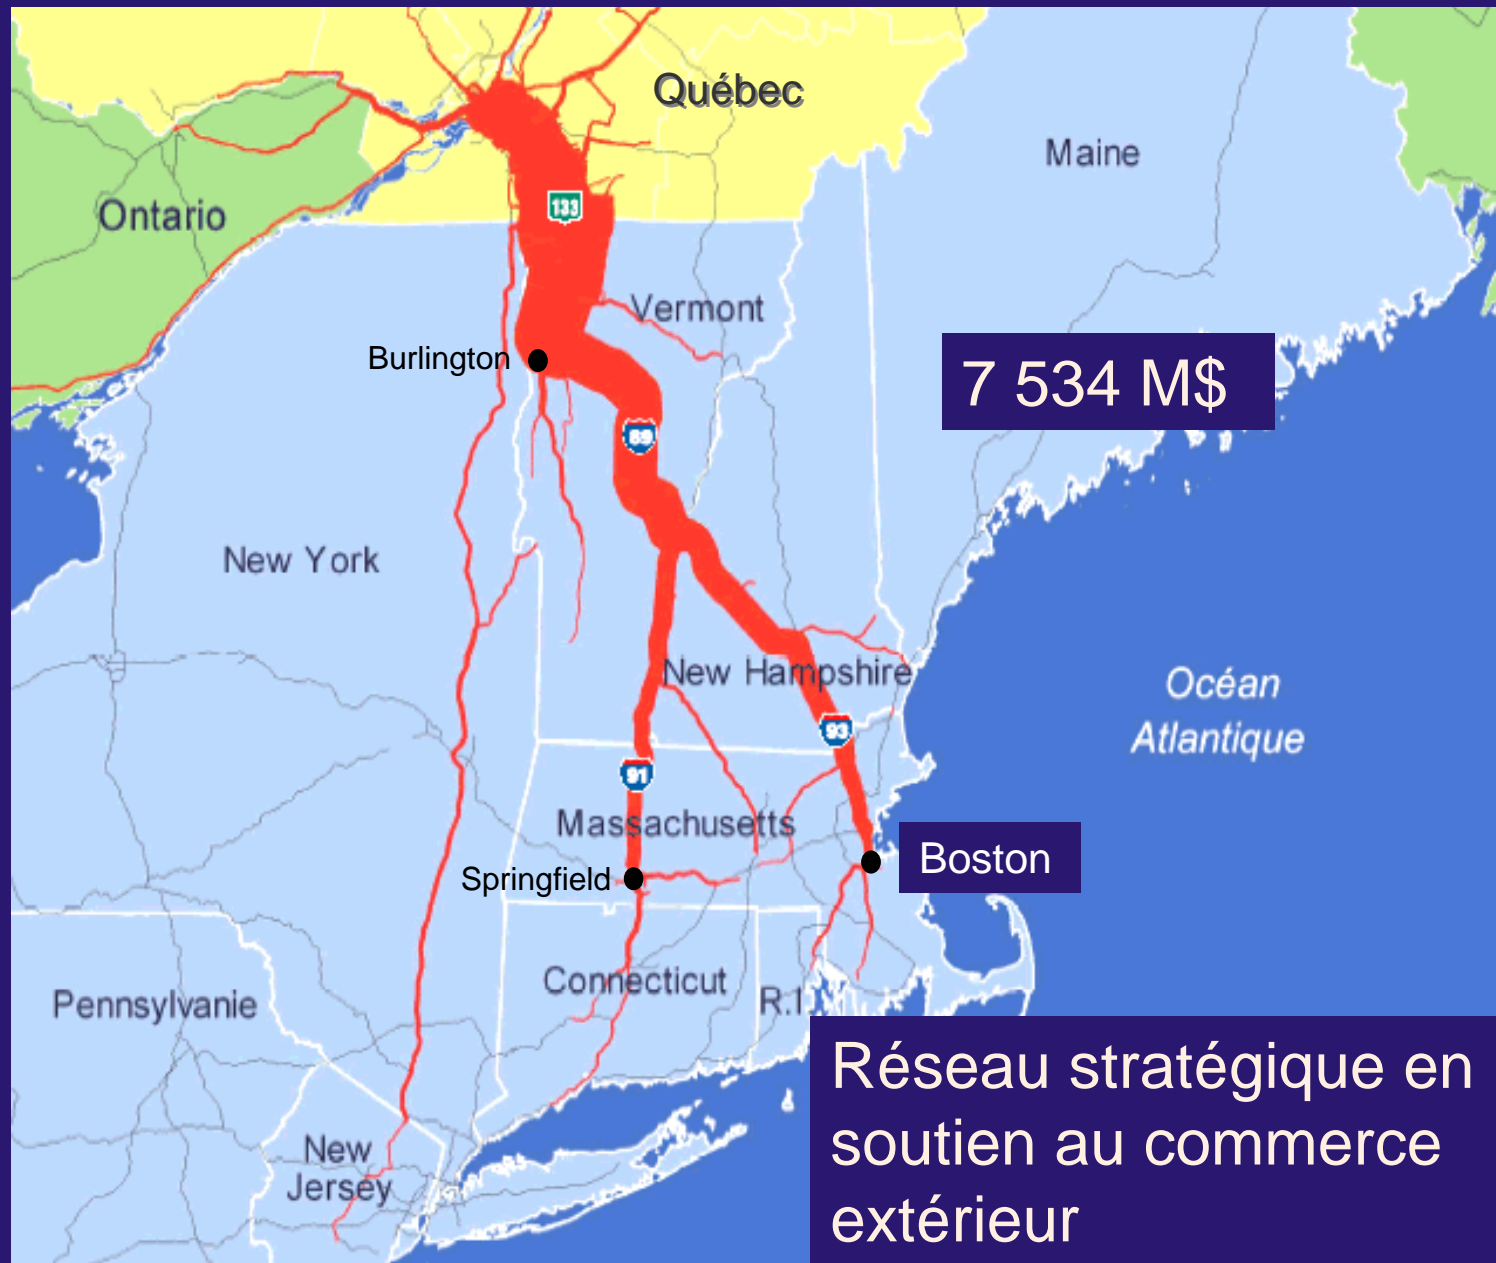 Québec
Maine
Ontario
133
Vermont
Burlington
7 534 M$
89
New York
New Hampshire
Océan
Atlantique
93
91
Massachusetts
Springfield
Boston
Connecticut
R.I.
Pennsylvanie
Réseau stratégique en
soutien au commerce
extérieur
New
Jersey